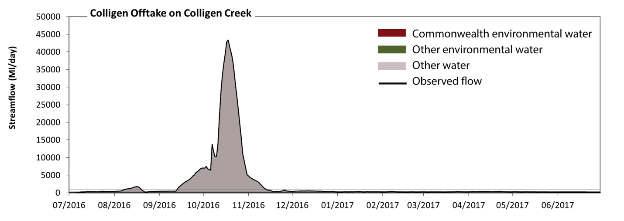 Colligen Offtake on Colligen Creek
Streamflow (Ml/day)
50000
45000
40000
35000
30000
25000
20000
15000
10000
5000
0
Commonwealth environmental water
Other environmental water
Other water
Observed flow
07/2016 08/2016 09/2016 10/2016 11/2016 12/2016 01/2017 02/2017 03/2017 04/2017 05/2017 06/2017